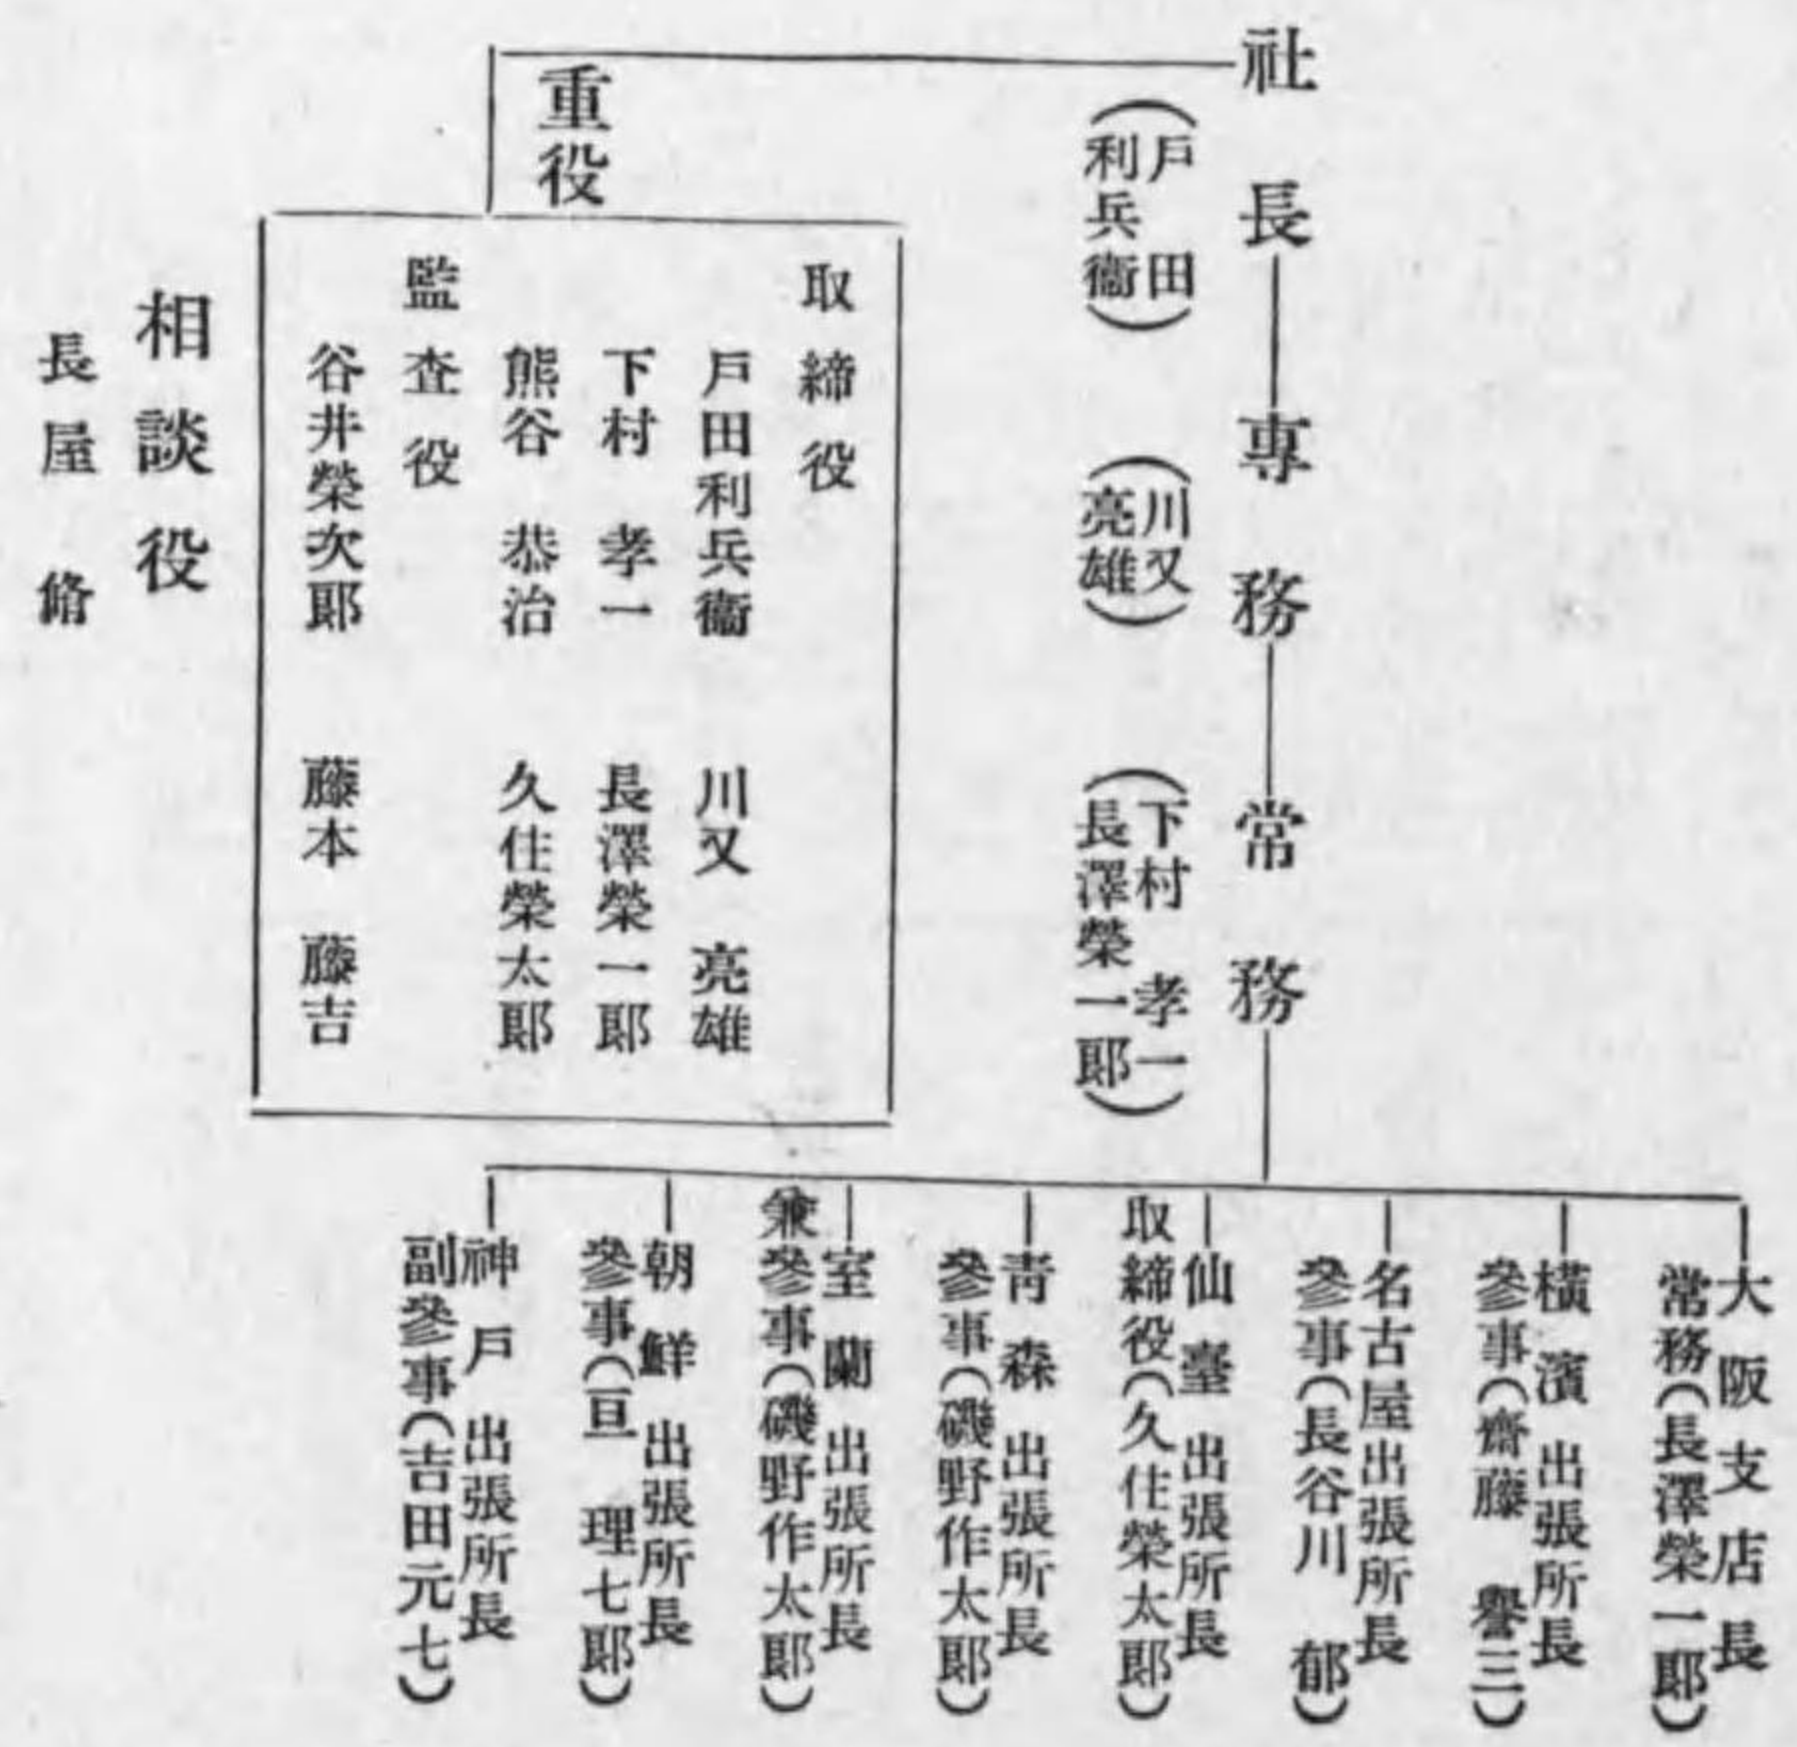 社長
(戶田
利兵衞)
專務
(川又
亮雄)
常務
(下村 孝一
長澤榮一郎)
重役
取締役
戶田利兵衞 川又 亮雄
下村 孝一 長澤榮一郎
熊谷 恭治 久住榮太郎
監査役
谷井榮次郎 藤本 藤吉
相談役
長屋 脩
大阪支店長
常務(長澤榮一郎)
橫濱出張所長
參事(齋藤 譽三)
名古屋出張所長
參事(長谷川 郁)
仙臺出張所長
取締役(久住榮太郎)
靑森出張所長
參事(磯野作太郎)
室蘭出張所長
兼參事(磯野作太郎)
朝鮮出張所長
參事(亘 理七郎)
神戶出張所長
副參事(吉田元七)